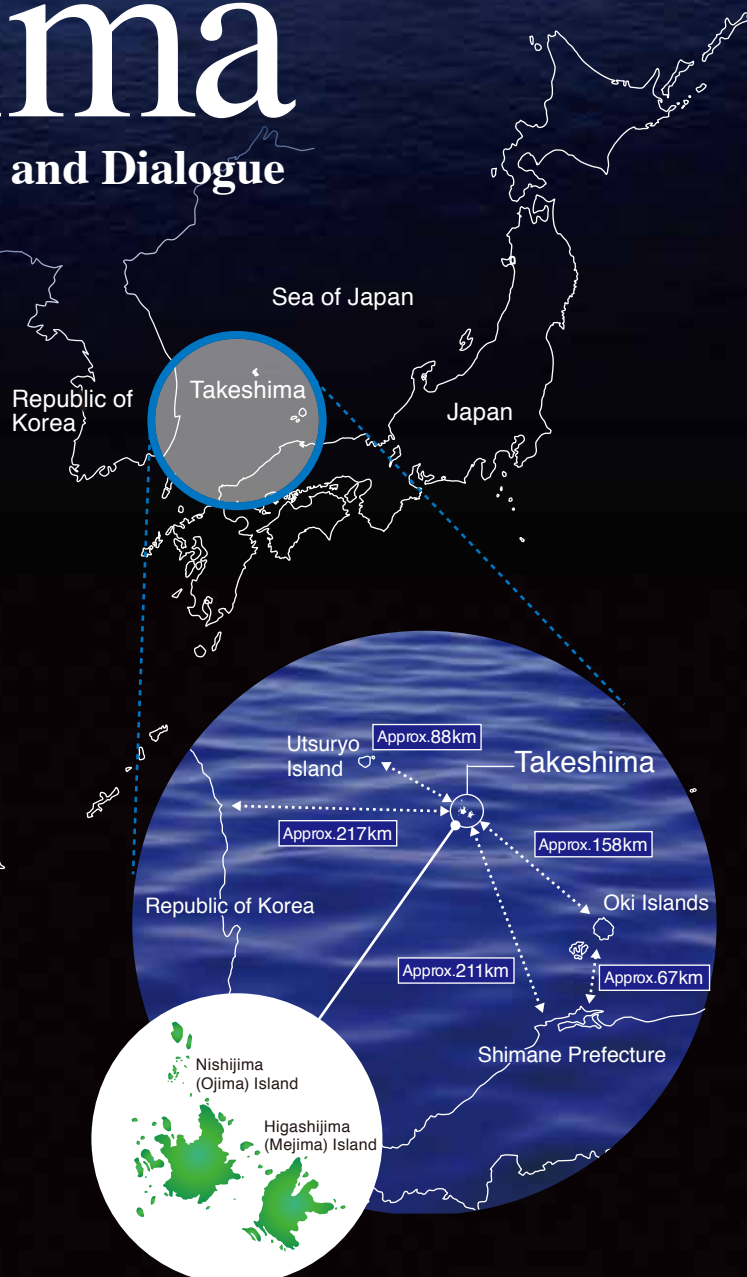 ima
and Dialogue
Sea of Japan
Takeshima
Republic of
Korea
Japan
Utsuryo
Island
Approx.88km
Takeshima
Approx.217km
Approx.158km
Republic of Korea
Oki Islands
Approx.211km
Approx.67km
Shimane Prefecture
Nishijima
(Ojima) Island
Higashijima
(Mejima) Island